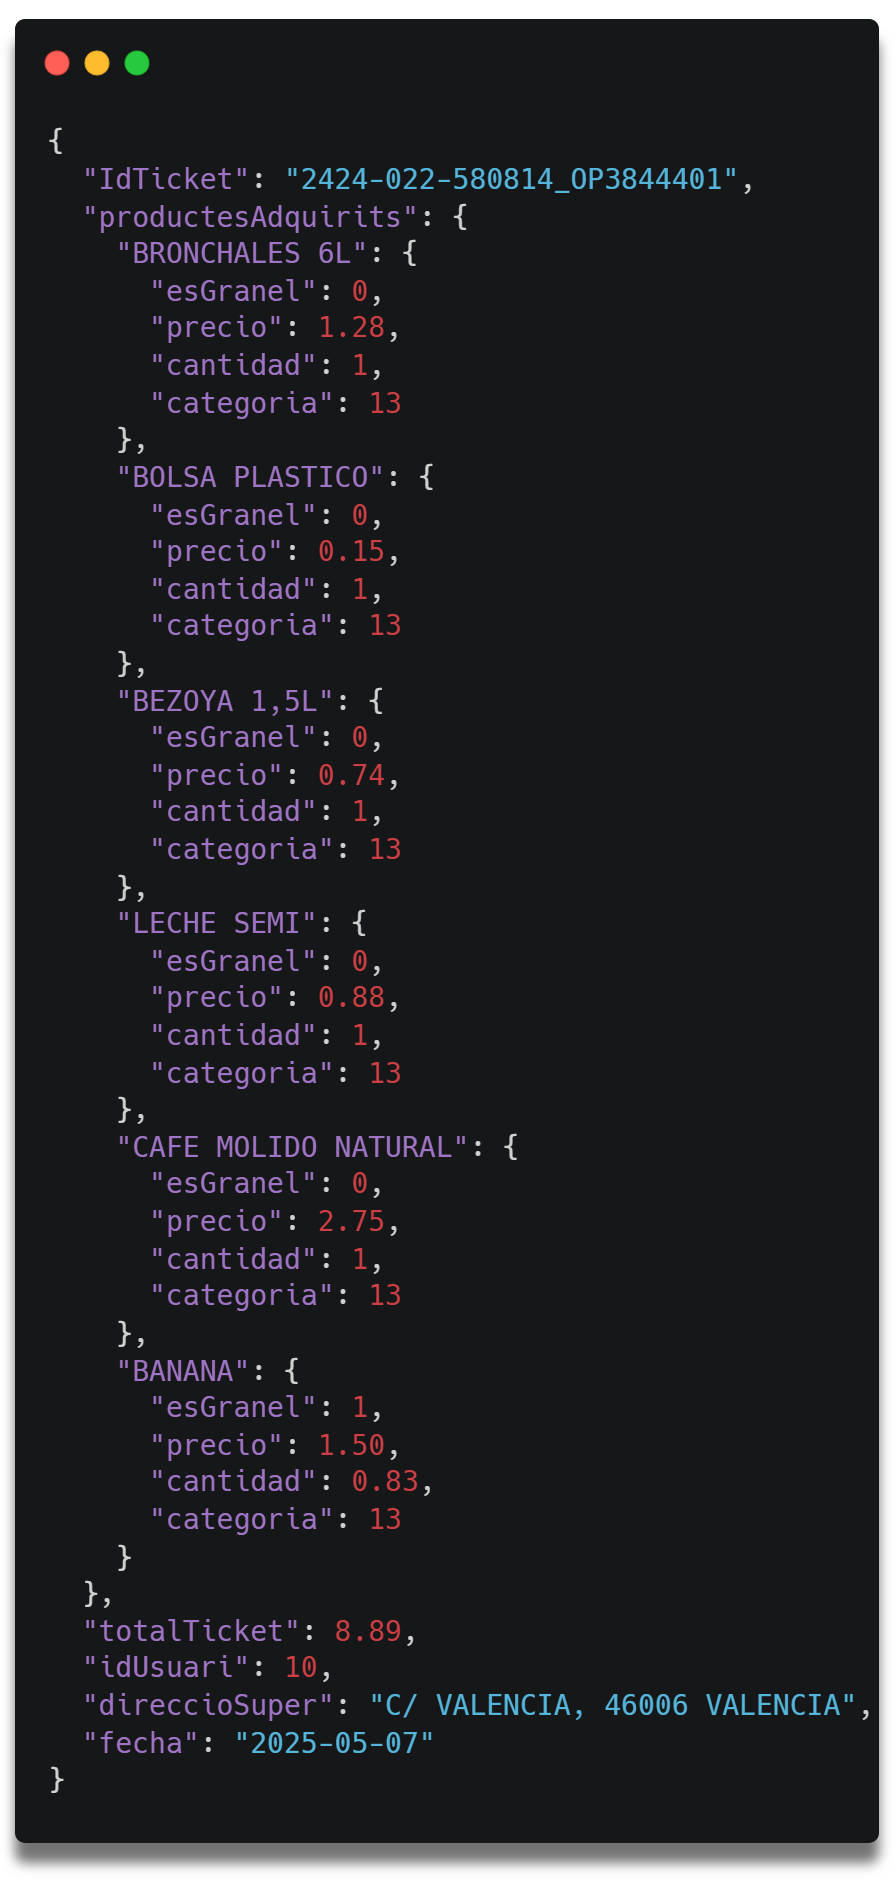 {
  "IdTicket": "2424-022-580814_OP3844401",
  "productesAdquirits": {
    "BRONCHALES 6L": {
      "esGranel": 0,
      "precio": 1.28,
      "cantidad": 1,
      "categoria": 13
    },
    "BOLSA PLASTICO": {
      "esGranel": 0,
      "precio": 0.15,
      "cantidad": 1,
      "categoria": 13
    },
    "BEZOYA 1,5L": {
      "esGranel": 0,
      "precio": 0.74,
      "cantidad": 1,
      "categoria": 13
    },
    "LECHE SEMI": {
      "esGranel": 0,
      "precio": 0.88,
      "cantidad": 1,
      "categoria": 13
    },
    "CAFE MOLIDO NATURAL": {
      "esGranel": 0,
      "precio": 2.75,
      "cantidad": 1,
      "categoria": 13
    },
    "BANANA": {
      "esGranel": 1,
      "precio": 1.50,
      "cantidad": 0.83,
      "categoria": 13
    }
  },
  "totalTicket": 8.89,
  "idUsuari": 10,
  "direccioSuper": "C/ VALENCIA, 46006 VALENCIA",
  "fecha": "2025-05-07"
}